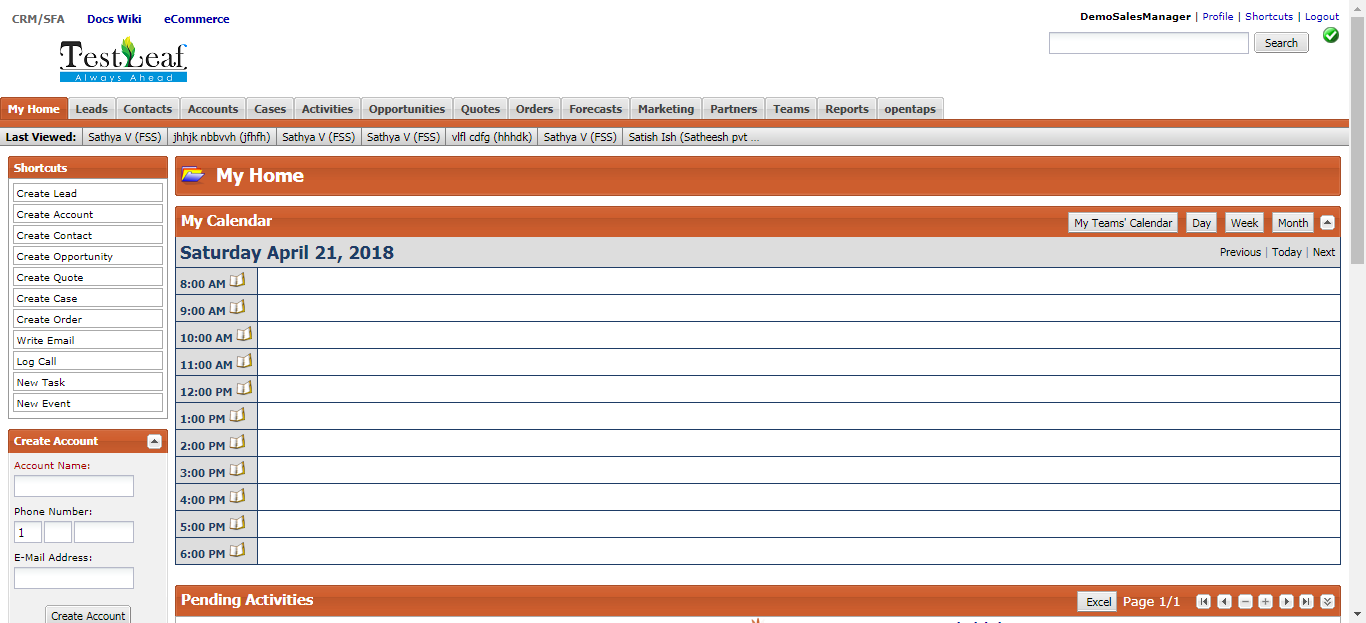 CRM/SFA Docs Wiki eCommerce
DemoSalesManager | Profile | Shortcuts | Logout
TestLeaf
Always Ahead
Search
My Home Leads Contacts Accounts Cases Activities Opportunities Quotes Orders Forecasts Marketing Partners Teams Reports opentaps
Last Viewed: Sathya V (FSS) jhhjk nbbvvh (jfhfh) Sathya V (FSS) Sathya V (FSS) vlfl cdfg (hhhdk) Sathya V (FSS) Satish Ish (Satheesh pvt ...
Shortcuts
Create Lead
Create Account
Create Contact
Create Opportunity
Create Quote
Create Case
Create Order
Write Email
Log Call
New Task
New Event
Create Account
Account Name:
Phone Number:
1
E-Mail Address:
Create Account
My Home
My Calendar
My Teams' Calendar Day Week Month
Saturday April 21, 2018
Previous | Today | Next
8:00 AM
9:00 AM
10:00 AM
11:00 AM
12:00 PM
1:00 PM
2:00 PM
3:00 PM
4:00 PM
5:00 PM
6:00 PM
Pending Activities
Excel Page 1/1